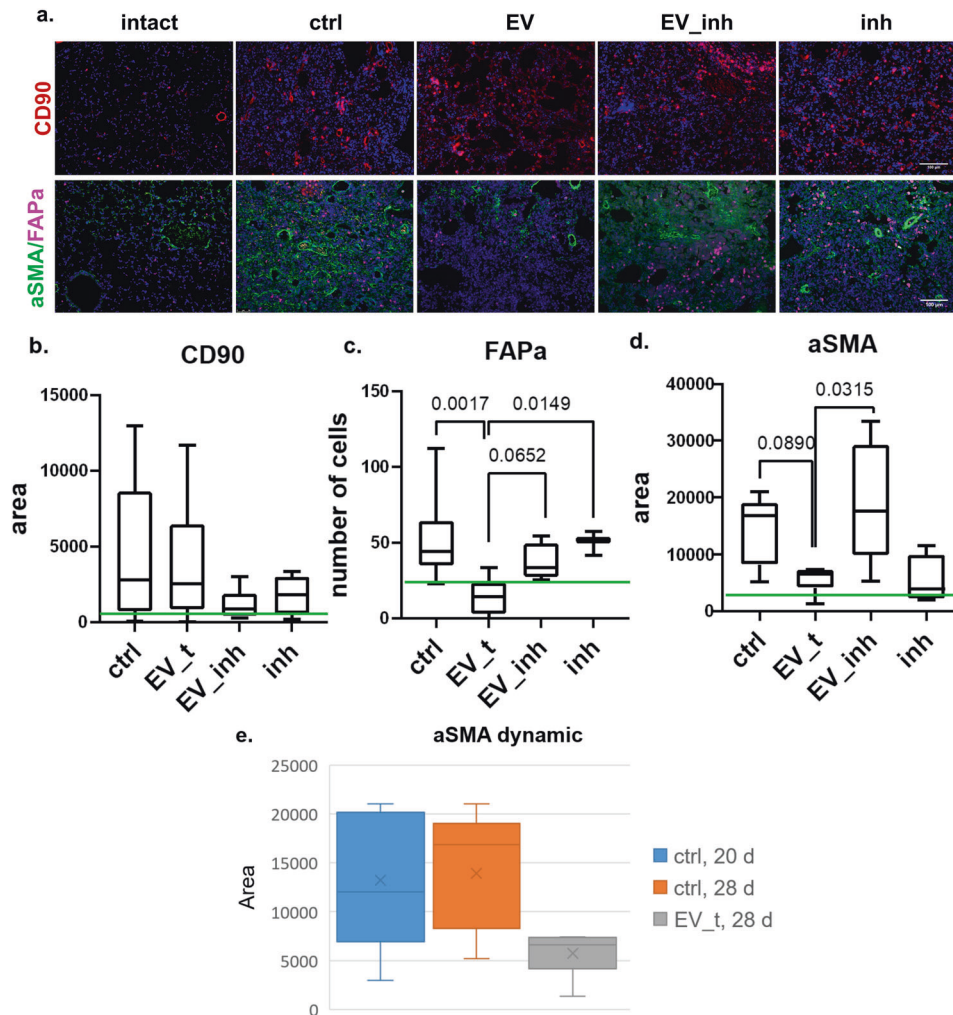 a.
intact ctrl EV EV_inh inh
CD90
aSMA/FAPa
100 µm
b.
CD90
area
15000
10000
5000
0
ctrl EV_t EV_inh inh
c.
FAPa
number of cells
150
100
50
0
0.0017 0.0149
0.0652
ctrl EV_t EV_inh inh
d.
aSMA
area
40000
30000
20000
10000
0
0.0315
0.0890
ctrl EV_t EV_inh inh
e.
aSMA dynamic
Area
25000
20000
15000
10000
5000
0
ctrl, 20 d
ctrl, 28 d
EV_t, 28 d